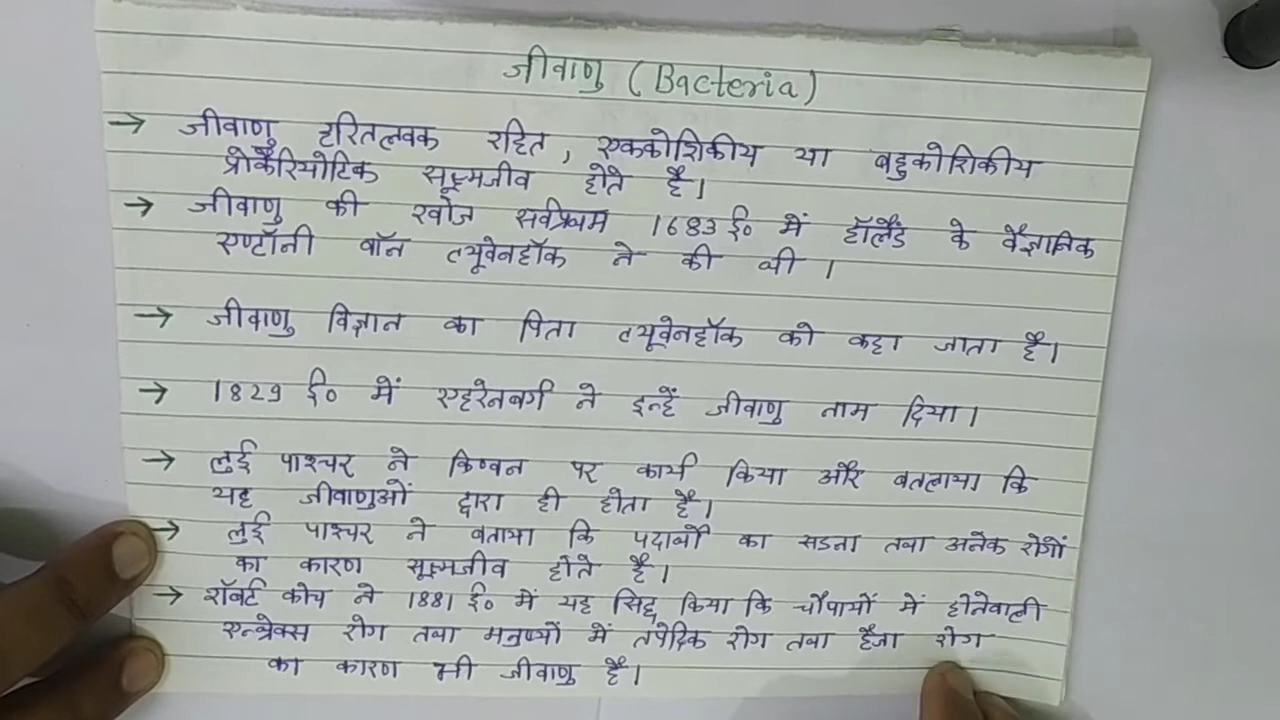 जीवाणु (Bacteria)
→ जीवाणु हरितलवक रहित, एककोशिकीय या बहुकोशिकीय
प्रोकैरियोटिक सूक्ष्मजीव होते है।
→ जीवाणु की खोज सर्वप्रथम 1683 ई० में हॉलैंड के वैज्ञानिक
एण्टॉनी वॉन ल्यूवेनहॉक ने की थी ।
→ जीवाणु विज्ञान का पिता ल्यूवेनहॉक को कहा जाता है।
→ 1829 ई० में एहरेनबर्ग ने इन्हें जीवाणु नाम दिया।
→ लुई पाश्चर ने किण्वन पर कार्य किया और बतलाया कि
यह जीवाणुओं द्वारा ही होता है।
→ लुई पाश्चर ने बताया कि पदार्थों का सडना तथा अनेक रोगों
का कारण सूक्ष्मजीव होते है।
→ रॉबर्ट कोच ने 1881 ई० में यह सिद्ध किया कि चौपायों में होनेवाली
एन्थ्रेक्स रोग तथा मनुष्यों में तपेदिक रोग तथा हैजा रोग
का कारण भी जीवाणु है।